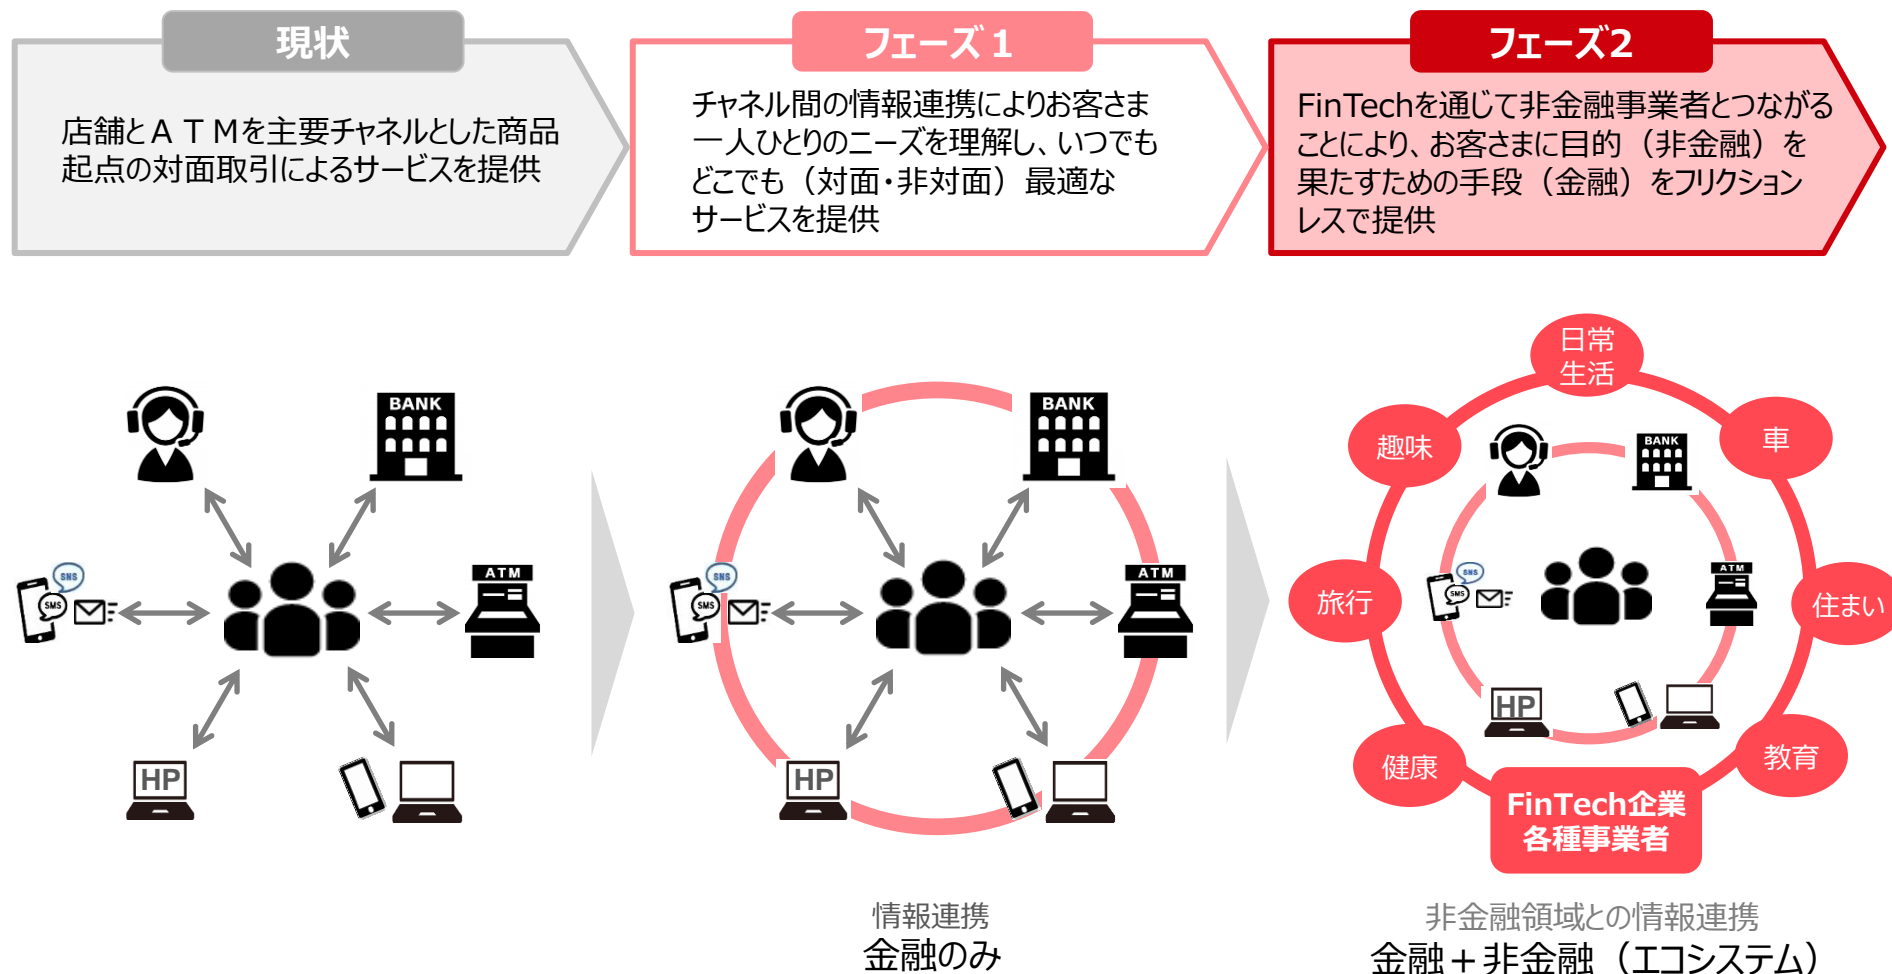 現状
店舗とATMを主要チャネルとした商品
起点の対面取引によるサービスを提供
フェーズ1
チャネル間の情報連携によりお客さま
一人ひとりのニーズを理解し、いつでも
どこでも（対面・非対面）最適な
サービスを提供
フェーズ2
FinTechを通じて非金融事業者とつながる
ことにより、お客さまに目的（非金融）を
果たすための手段（金融）をフリクション
レスで提供
BANK
SNS
SMS
ATM
HP
BANK
SNS
SMS
ATM
HP
情報連携
金融のみ
日常
生活
趣味
車
BANK
旅行
SNS
SMS
ATM
住まい
HP
健康
教育
FinTech企業
各種事業者
非金融領域との情報連携
金融＋非金融（エコシステム）